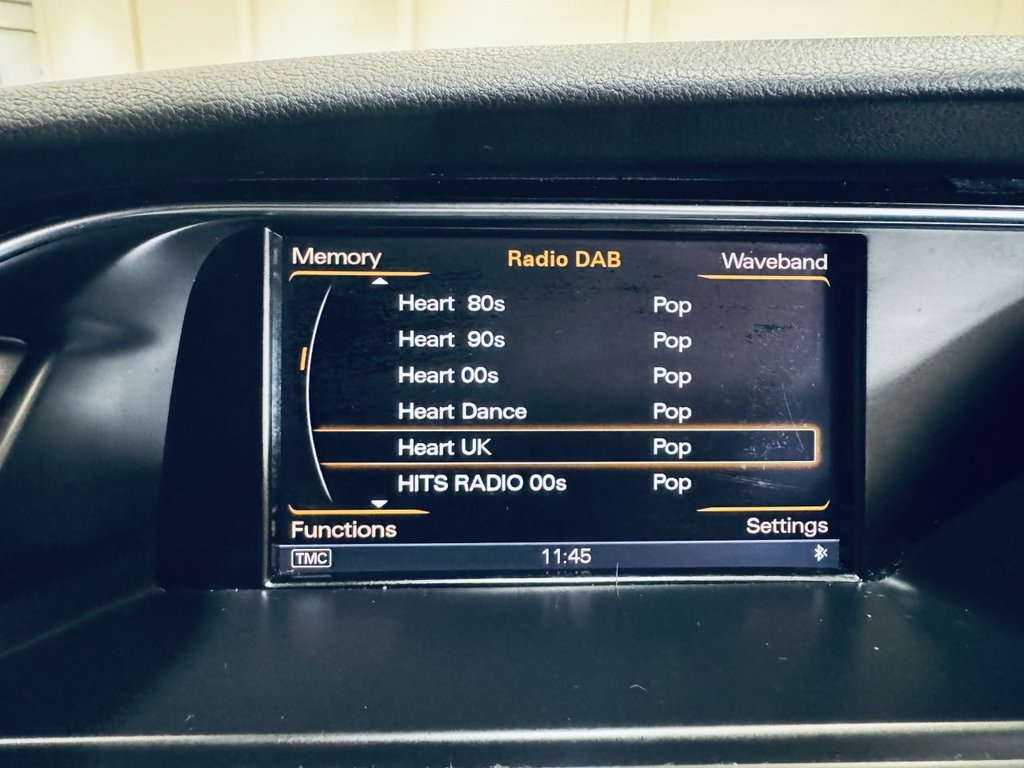 Memory Radio DAB Waveband
Heart 80s Pop
Heart 90s Pop
Heart 00s Pop
Heart Dance Pop
Heart UK Pop
HITS RADIO 00s Pop
Functions Settings
TMC 11:45